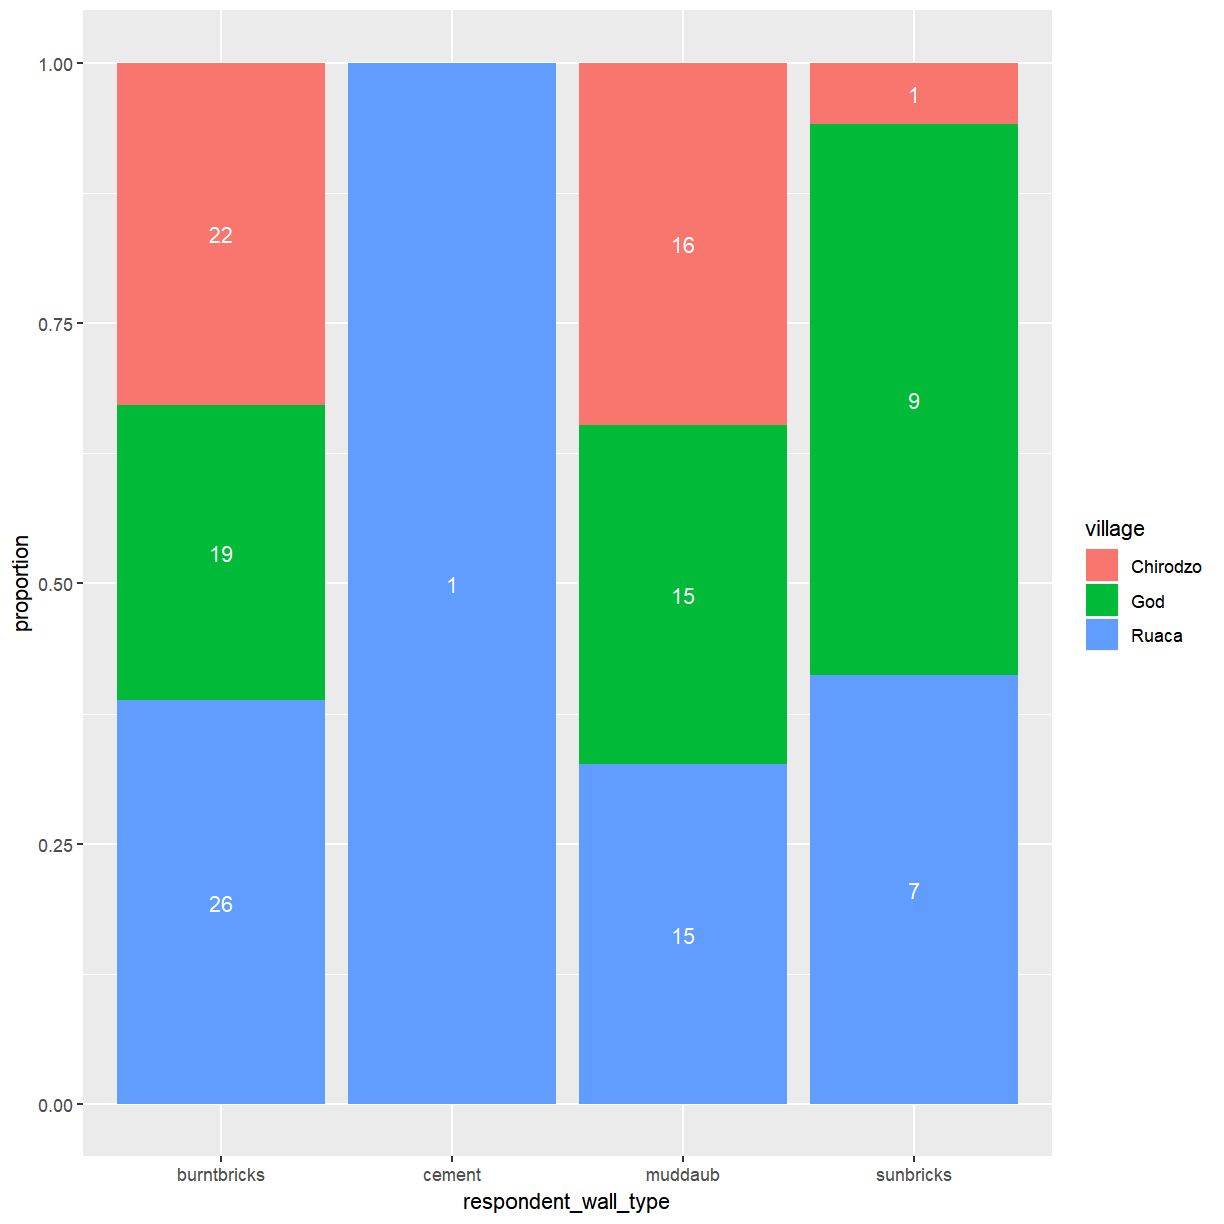 1.00
0.75
0.50
0.25
0.00
proportion
22
19
26
1
16
15
15
1
9
7
burntbricks
cement
muddaub
sunbricks
respondent_wall_type
village
Chirodzo
God
Ruaca